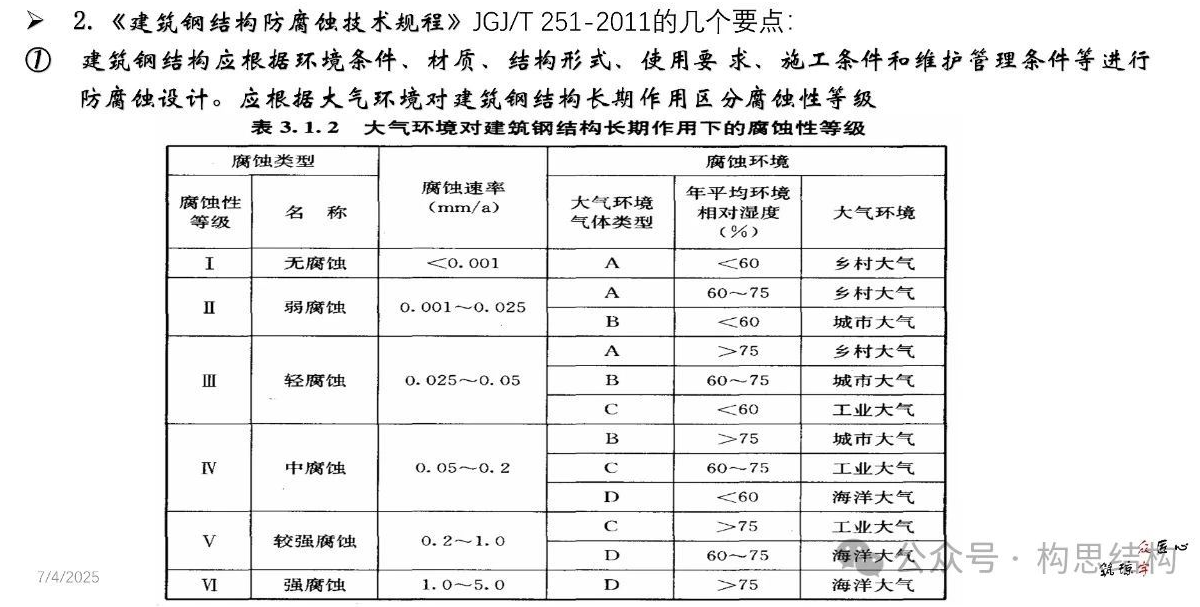 ➢ 2.《建筑钢结构防腐蚀技术规程》JGJ/T 251-2011的几个要点:
① 建筑钢结构应根据环境条件、材质、结构形式、使用要 求、施工条件和维护管理条件等进行
防腐蚀设计。应根据大气环境对建筑钢结构长期作用区分腐蚀性等级
表 3.1.2 大气环境对建筑钢结构长期作用下的腐蚀性等级
腐蚀类型 腐蚀速率(mm/a) 腐蚀环境
腐蚀性等级 名 称 大气环境气体类型 年平均环境相对湿度(%) 大气环境
Ⅰ 无腐蚀 <0.001 A <60 乡村大气
Ⅱ 弱腐蚀 0.001~0.025 A 60~75 乡村大气
B <60 城市大气
Ⅲ 轻腐蚀 0.025~0.05 A >75 乡村大气
B 60~75 城市大气
C <60 工业大气
Ⅳ 中腐蚀 0.05~0.2 B >75 城市大气
C 60~75 工业大气
D <60 海洋大气
Ⅴ 较强腐蚀 0.2~1.0 C >75 工业大气
D 60~75 海洋大气
Ⅵ 强腐蚀 1.0~5.0 D >75 海洋大气
7/4/2025
公众号 · 构思结构
匠心